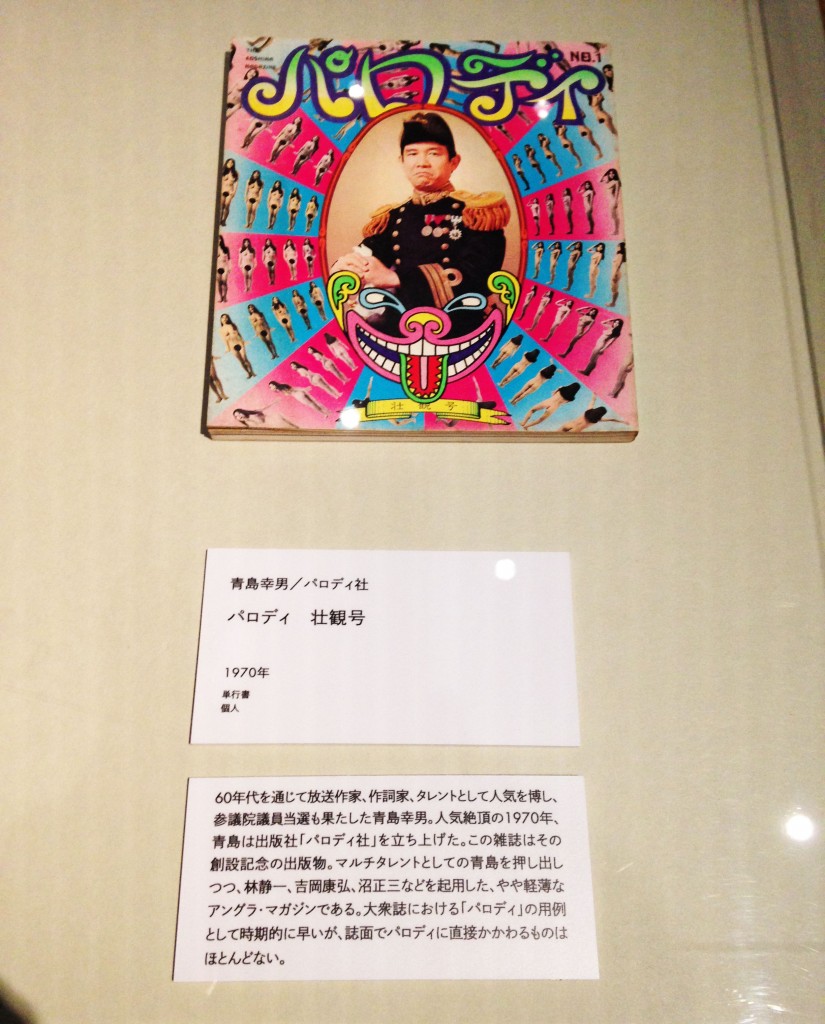 THE
AOSHIMA
MAGAZINE
パロディ
NO.1
壮観号
青島幸男／パロディ社
パロディ　壮観号
1970年
単行書
個人
60年代を通じて放送作家、作詞家、タレントとして人気を博し、
参議院議員当選も果たした青島幸男。人気絶頂の1970年、
青島は出版社「パロディ社」を立ち上げた。この雑誌はその
創設記念の出版物。マルチタレントとしての青島を押し出し
つつ、林静一、吉岡康弘、沼正三などを起用した、やや軽薄な
アングラ・マガジンである。大衆誌における「パロディ」の用例
として時期的に早いが、誌面でパロディに直接かかわるものは
ほとんどない。